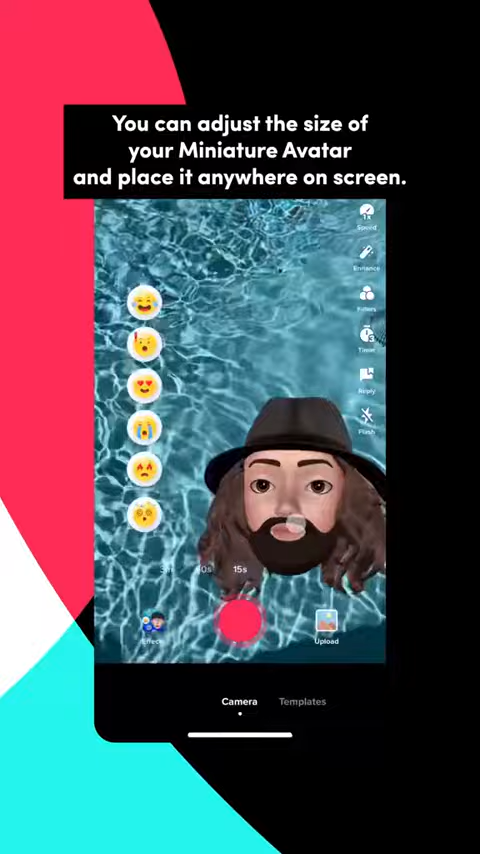 You can adjust the size of
your Miniature Avatar
and place it anywhere on screen.
Speed
Enhance
Filters
Timer
Reply
Flash
15s
Effects
Upload
Camera
Templates